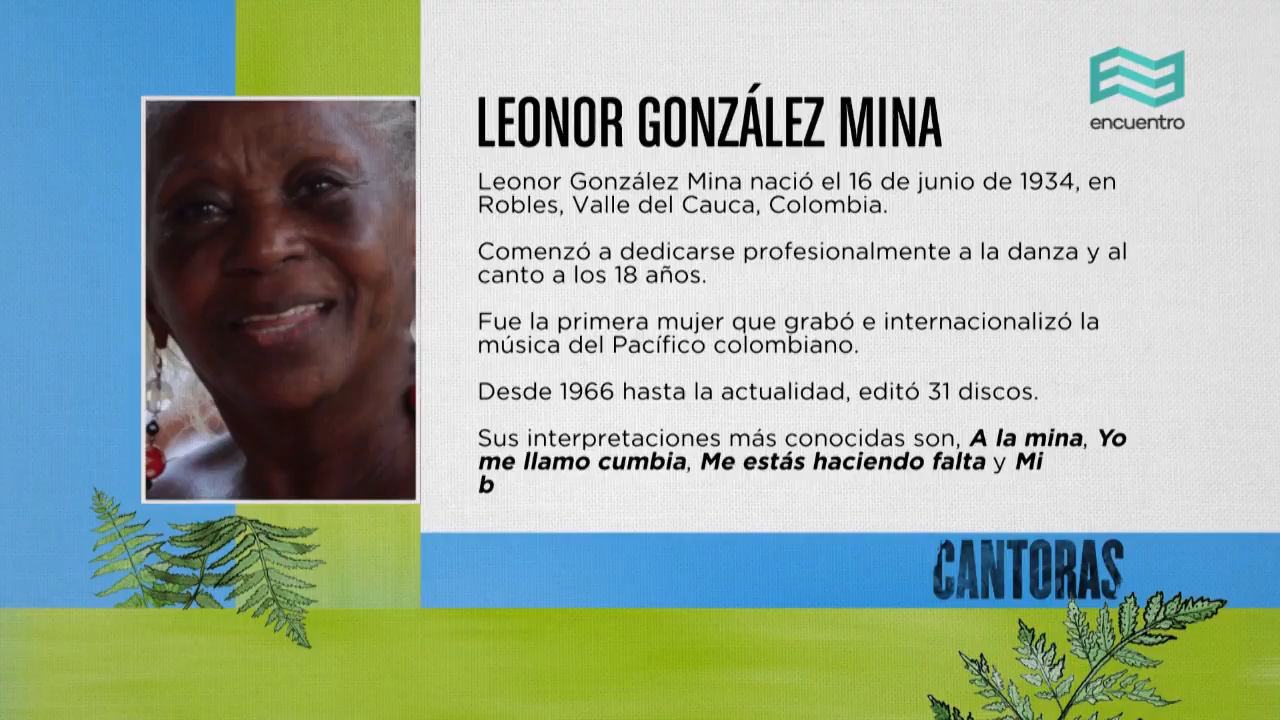 encuentro
LEONOR GONZÁLEZ MINA
Leonor González Mina nació el 16 de junio de 1934, en
Robles, Valle del Cauca, Colombia.
Comenzó a dedicarse profesionalmente a la danza y al
canto a los 18 años.
Fue la primera mujer que grabó e internacionalizó la
música del Pacífico colombiano.
Desde 1966 hasta la actualidad, editó 31 discos.
Sus interpretaciones más conocidas son, A la mina, Yo
me llamo cumbia, Me estás haciendo falta y Mi
b
CANTORAS